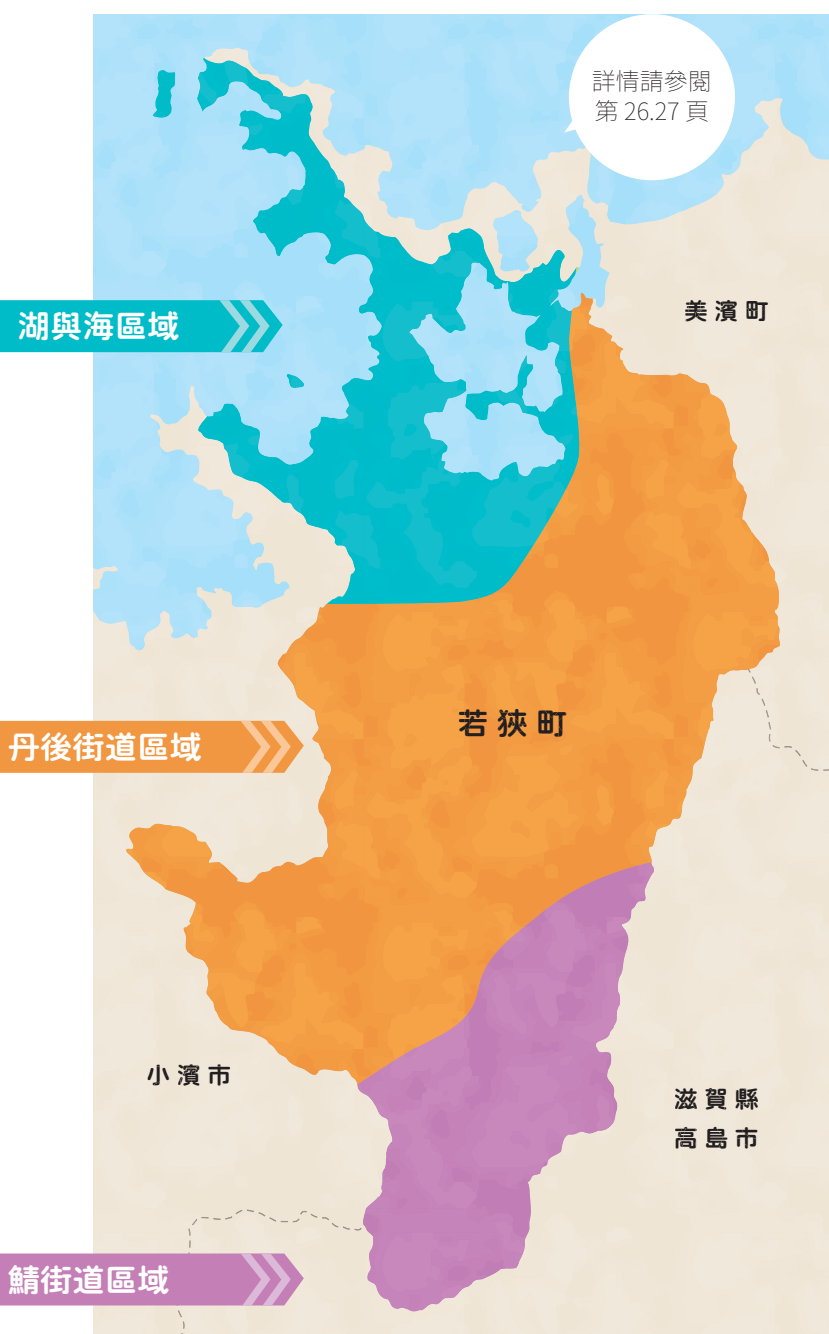 詳情請參閱
第 26.27 頁
美濱町
湖與海區域
若狹町
丹後街道區域
小濱市
滋賀縣
高島市
鯖街道區域